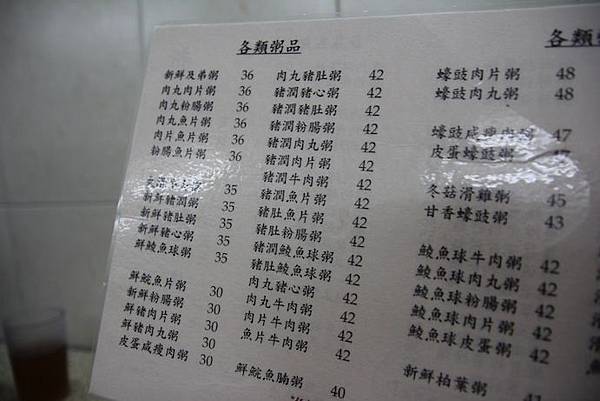 各類粥品
新鮮及弟粥 36
肉丸肉片粥 36
肉丸粉腸粥 36
肉丸魚片粥 36
肉片魚片粥 36
粉腸魚片粥 36
35
新鮮豬潤粥 35
新鮮豬肚粥 35
新鮮豬心粥 35
鮮鯪魚球粥 35
鮮鯇魚片粥 30
新鮮粉腸粥 30
鮮豬肉片粥 30
鮮豬肉丸粥 30
皮蛋咸瘦肉粥 30
肉丸豬肚粥 42
豬潤豬心粥 42
豬潤豬肚粥 42
豬潤粉腸粥 42
豬潤肉丸粥 42
豬潤肉片粥 42
豬潤牛肉粥 42
豬潤魚片粥 42
豬肚魚片粥 42
豬肚粉腸粥 42
豬潤鯪魚球粥 42
豬肚鯪魚球粥 42
肉丸豬心粥 42
肉丸牛肉粥 42
肉片牛肉粥 42
魚片牛肉粥 42
鮮鯇魚腩粥 40
各類
蠔豉肉片粥 48
蠔豉肉丸粥 48
蠔豉咸瘦肉粥 47
皮蛋蠔豉粥 47
冬菇滑雞粥 45
甘香蠔豉粥 43
鯪魚球牛肉粥 42
鯪魚球肉丸粥 42
鯪魚球粉腸粥 42
鯪魚球肉片粥 42
鯪魚球皮蛋粥 42
新鮮柏葉粥 41